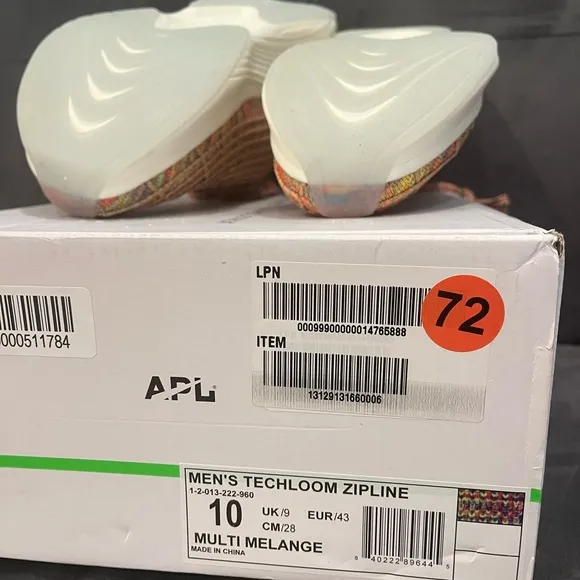 LPN
00099900000014765888
72
ITEM
13129131660006
000511784
APL
MEN'S TECHLOOM ZIPLINE
1-2-013-222-960
10 UK/9 EUR/43
CM/28
MULTI MELANGE
MADE IN CHINA
8 40222 89644 5